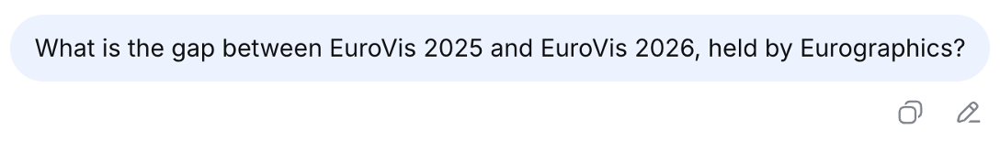 What is the gap between EuroVis 2025 and EuroVis 2026, held by Eurographics?